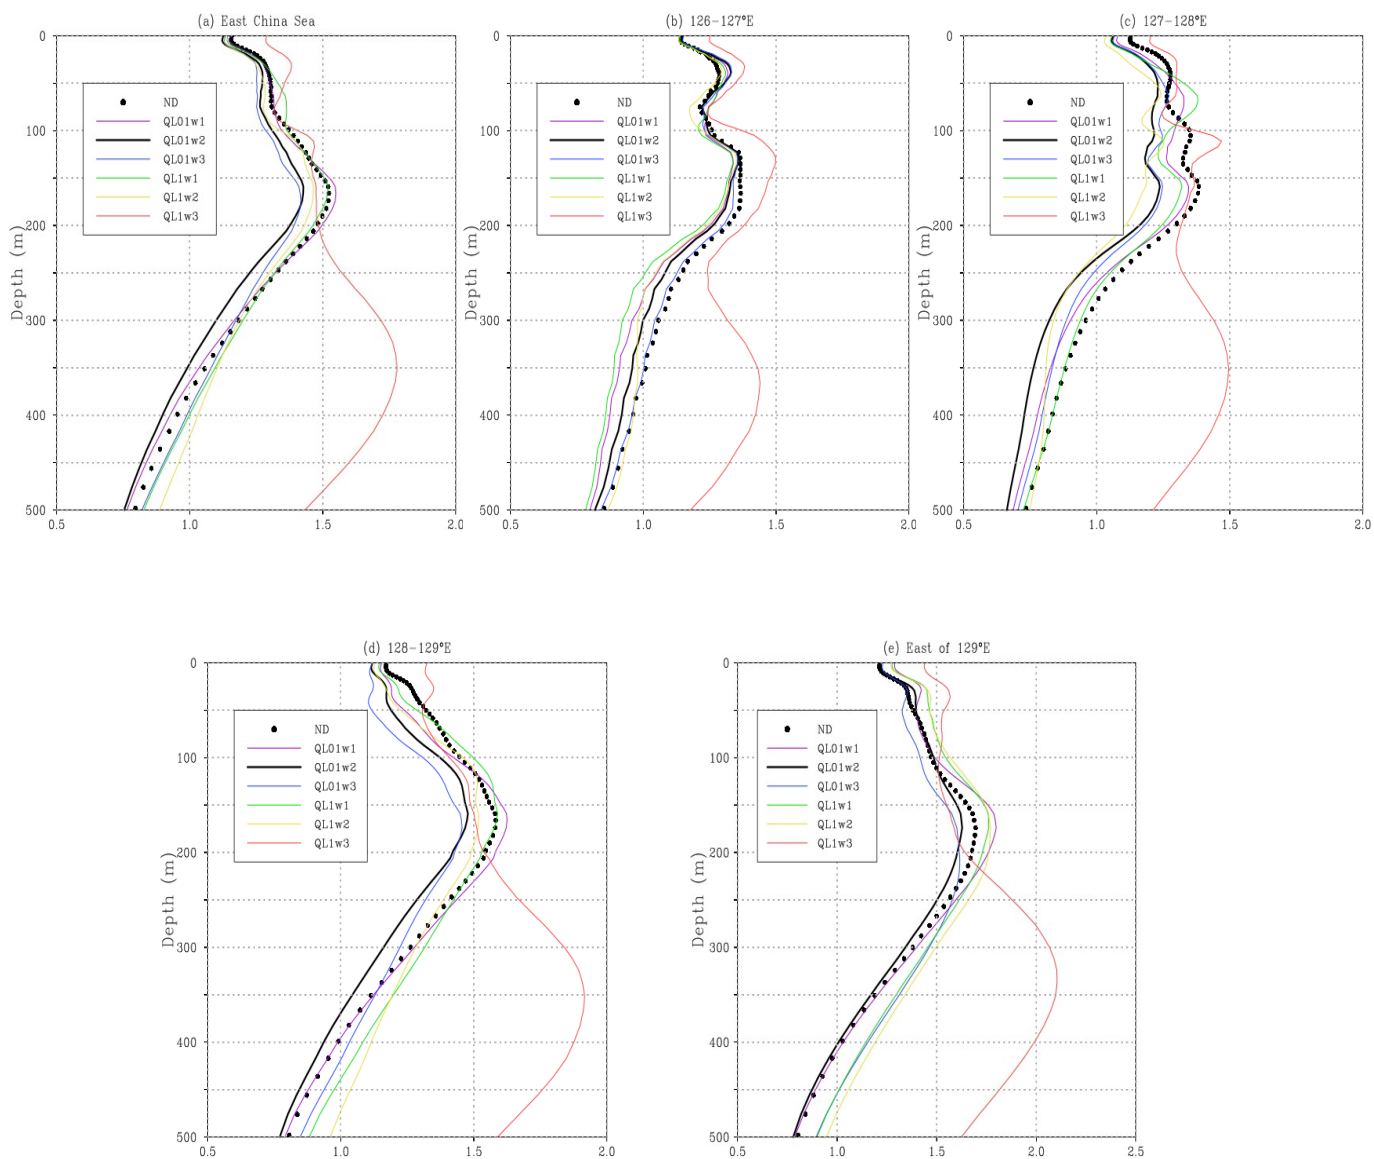 (a) East China Sea
0
100
200
300
400
500
Depth (m)
ND
QL01w1
QL01w2
QL01w3
QL1w1
QL1w2
QL1w3
0.5
1.0
1.5
2.0
(b) 126-127°E
0
100
200
300
400
500
Depth (m)
ND
QL01w1
QL01w2
QL01w3
QL1w1
QL1w2
QL1w3
0.5
1.0
1.5
2.0
(c) 127-128°E
0
100
200
300
400
500
Depth (m)
ND
QL01w1
QL01w2
QL01w3
QL1w1
QL1w2
QL1w3
0.5
1.0
1.5
2.0
(d) 128-129°E
0
100
200
300
400
500
Depth (m)
ND
QL01w1
QL01w2
QL01w3
QL1w1
QL1w2
QL1w3
0.5
1.0
1.5
2.0
(e) East of 129°E
0
100
200
300
400
500
Depth (m)
ND
QL01w1
QL01w2
QL01w3
QL1w1
QL1w2
QL1w3
0.5
1.0
1.5
2.0
2.5